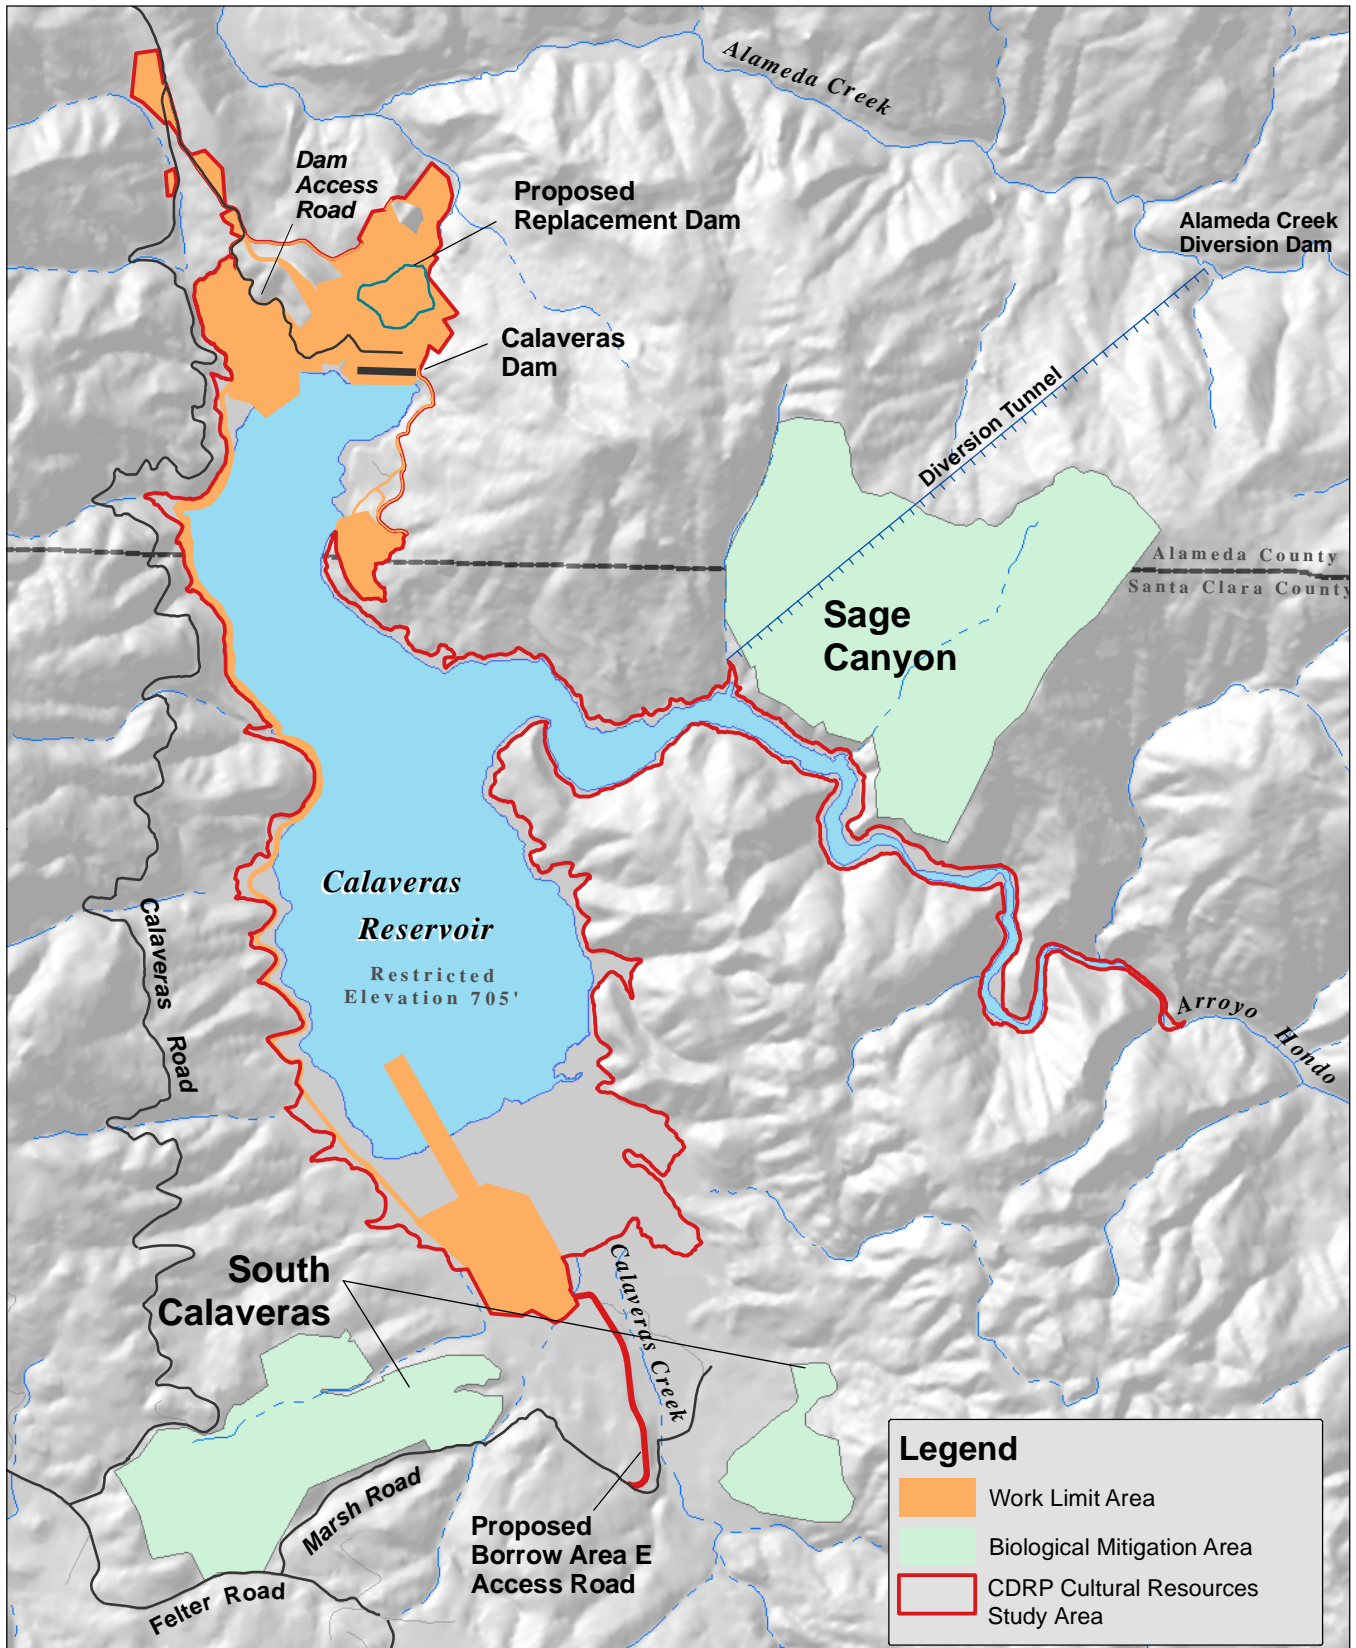 Alameda Creek
Dam
Access
Road
Proposed
Replacement Dam
Alameda Creek
Diversion Dam
Calaveras
Dam
Diversion Tunnel
Alameda County
Santa Clara County
Sage
Canyon
Calaveras
Reservoir
Restricted
Elevation 705'
Calaveras Road
Arroyo Hondo
South
Calaveras
Calaveras Creek
Marsh Road
Proposed
Borrow Area E
Access Road
Felter Road
Legend
Work Limit Area
Biological Mitigation Area
CDRP Cultural Resources
Study Area